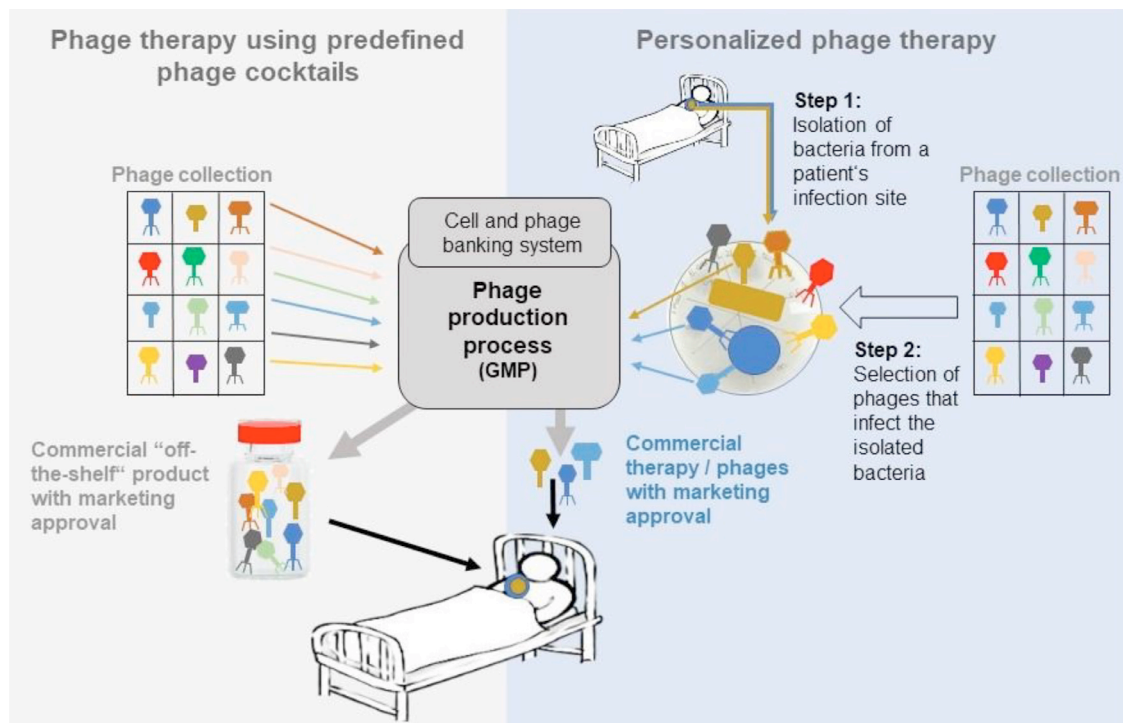 Phage therapy using predefined
phage cocktails
Phage collection
Cell and phage
banking system
Phage
production
process
(GMP)
Commercial “off-
the-shelf“ product
with marketing
approval
Personalized phage therapy
Step 1:
Isolation of
bacteria from a
patient's
infection site
Phage collection
Step 2:
Selection of
phages that
infect the
isolated
bacteria
Commercial
therapy / phages
with marketing
approval